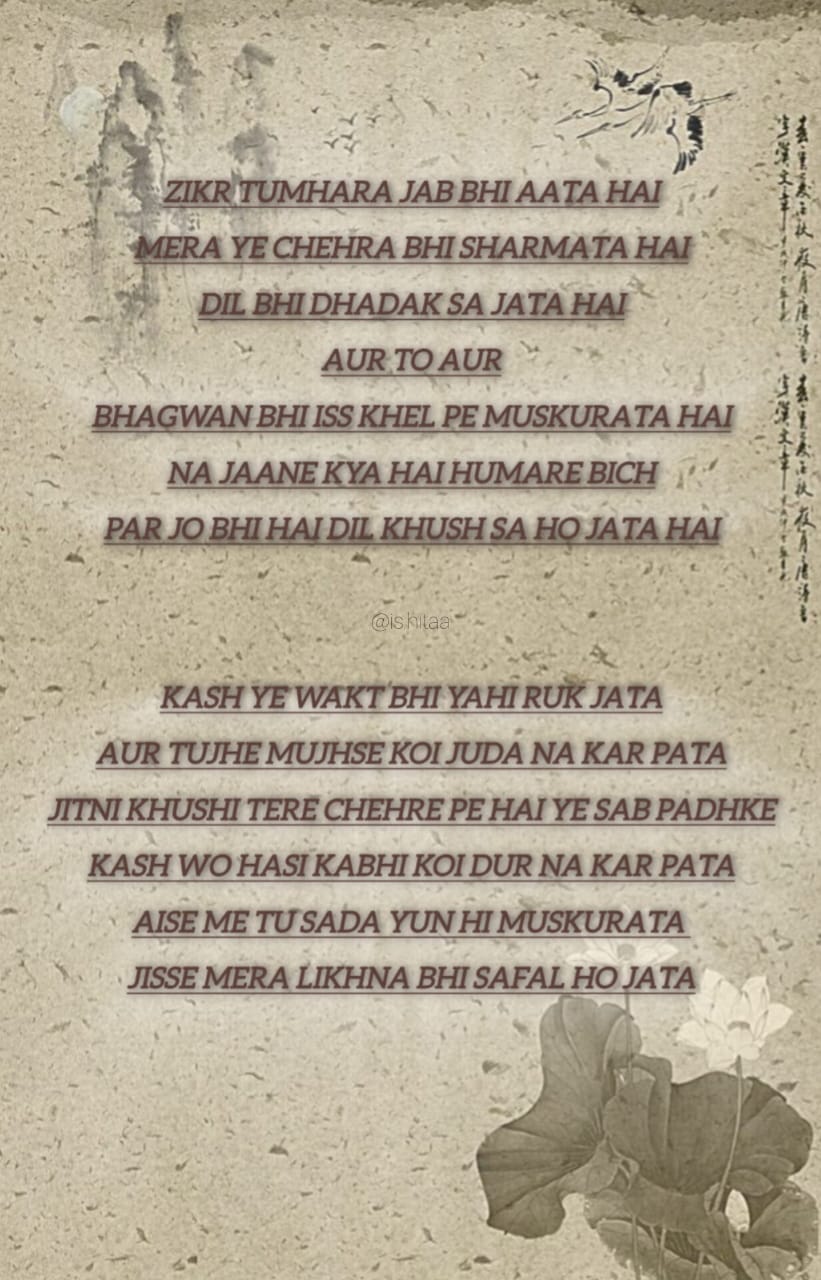 ZIKR TUMHARA JAB BHI AATA HAI
MERA YE CHEHRA BHI SHARMATA HAI
DIL BHI DHADAK SA JATA HAI
AUR TO AUR
BHAGWAN BHI ISS KHEL PE MUSKURATA HAI
NA JAANE KYA HAI HUMARE BICH
PAR JO BHI HAI DIL KHUSH SA HO JATA HAI
@is.hitaa
KASH YE WAKT BHI YAHI RUK JATA
AUR TUJHE MUJHSE KOI JUDA NA KAR PATA
JITNI KHUSHI TERE CHEHRE PE HAI YE SAB PADHKE
KASH WO HASI KABHI KOI DUR NA KAR PATA
AISE ME TU SADA YUN HI MUSKURATA
JISSE MERA LIKHNA BHI SAFAL HO JATA